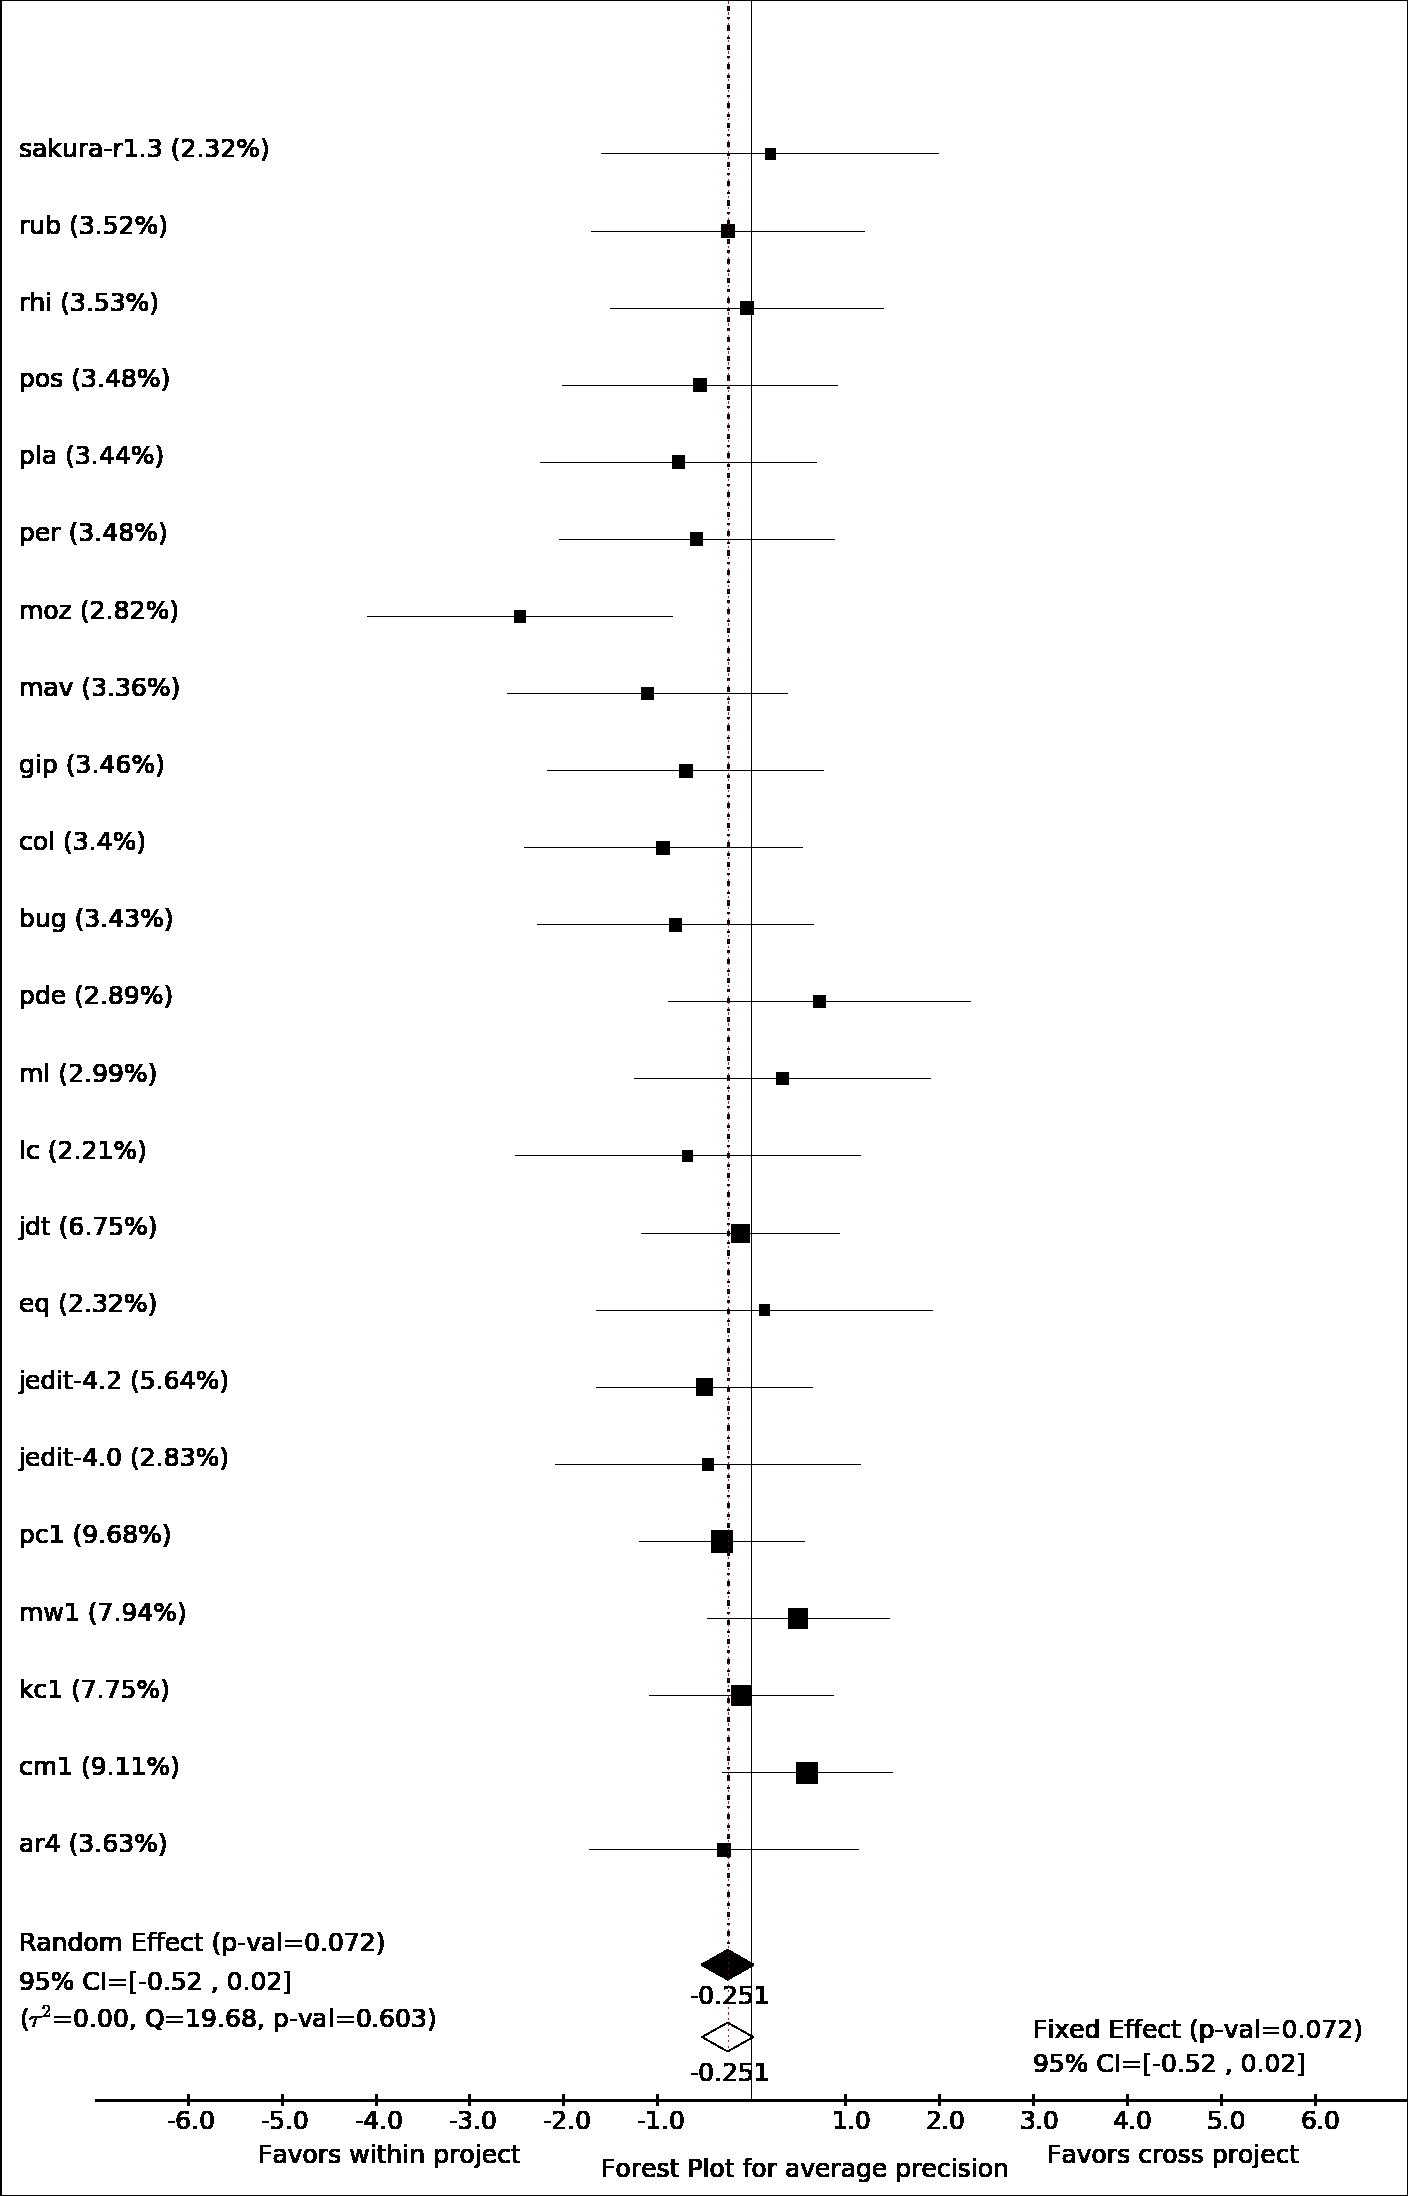 sakura-r1.3 (2.32%)
rub (3.52%)
rhi (3.53%)
pos (3.48%)
pla (3.44%)
per (3.48%)
moz (2.82%)
mav (3.36%)
gip (3.46%)
col (3.4%)
bug (3.43%)
pde (2.89%)
ml (2.99%)
lc (2.21%)
jdt (6.75%)
eq (2.32%)
jedit-4.2 (5.64%)
jedit-4.0 (2.83%)
pc1 (9.68%)
mw1 (7.94%)
kc1 (7.75%)
cm1 (9.11%)
ar4 (3.63%)
Random Effect (p-val=0.072)
95% CI=[-0.52 , 0.02]
(τ²=0.00, Q=19.68, p-val=0.603)
-0.251
Fixed Effect (p-val=0.072)
95% CI=[-0.52 , 0.02]
-0.251
-6.0 -5.0 -4.0 -3.0 -2.0 -1.0 1.0 2.0 3.0 4.0 5.0 6.0
Favors within project
Favors cross project
Forest Plot for average precision